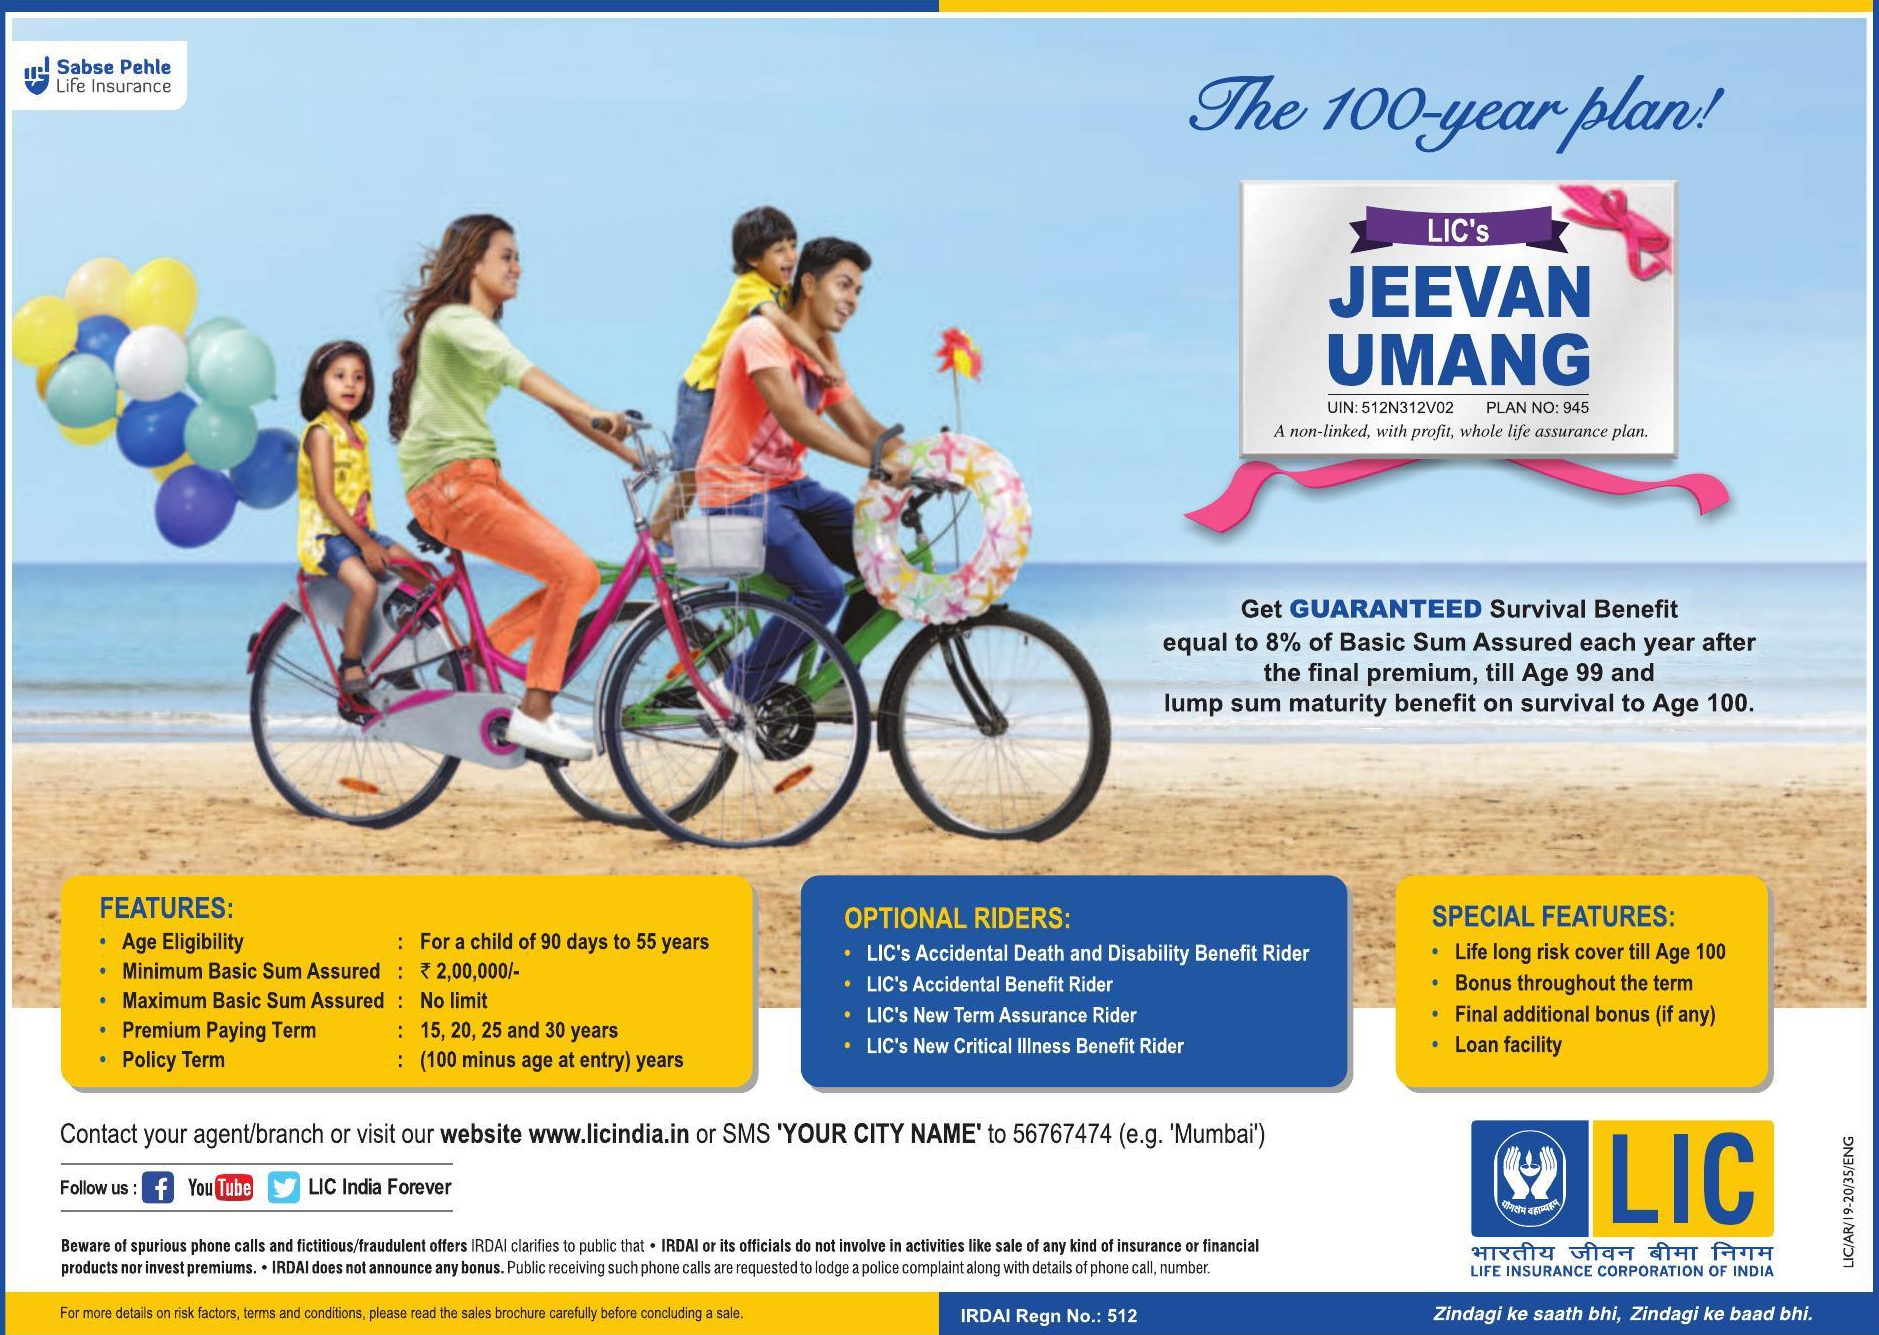 Sabse Pehle
Life Insurance
The 100-year plan!
LIC's
JEEVAN
UMANG
UIN: 512N312V02 PLAN NO: 945
A non-linked, with profit, whole life assurance plan.
Get GUARANTEED Survival Benefit
equal to 8% of Basic Sum Assured each year after
the final premium, till Age 99 and
lump sum maturity benefit on survival to Age 100.
FEATURES:
• Age Eligibility : For a child of 90 days to 55 years
• Minimum Basic Sum Assured : ₹ 2,00,000/-
• Maximum Basic Sum Assured : No limit
• Premium Paying Term : 15, 20, 25 and 30 years
• Policy Term : (100 minus age at entry) years
OPTIONAL RIDERS:
• LIC's Accidental Death and Disability Benefit Rider
• LIC's Accidental Benefit Rider
• LIC's New Term Assurance Rider
• LIC's New Critical Illness Benefit Rider
SPECIAL FEATURES:
• Life long risk cover till Age 100
• Bonus throughout the term
• Final additional bonus (if any)
• Loan facility
Contact your agent/branch or visit our website www.licindia.in or SMS 'YOUR CITY NAME' to 56767474 (e.g. 'Mumbai')
Follow us : f YouTube LIC India Forever
Beware of spurious phone calls and fictitious/fraudulent offers IRDAI clarifies to public that • IRDAI or its officials do not involve in activities like sale of any kind of insurance or financial
products nor invest premiums. • IRDAI does not announce any bonus. Public receiving such phone calls are requested to lodge a police complaint along with details of phone call, number.
योगक्षेमं वहाम्यहम्
LIC
भारतीय जीवन बीमा निगम
LIFE INSURANCE CORPORATION OF INDIA
LIC/AR/19-20/35/ENG
For more details on risk factors, terms and conditions, please read the sales brochure carefully before concluding a sale.
IRDAI Regn No.: 512
Zindagi ke saath bhi, Zindagi ke baad bhi.